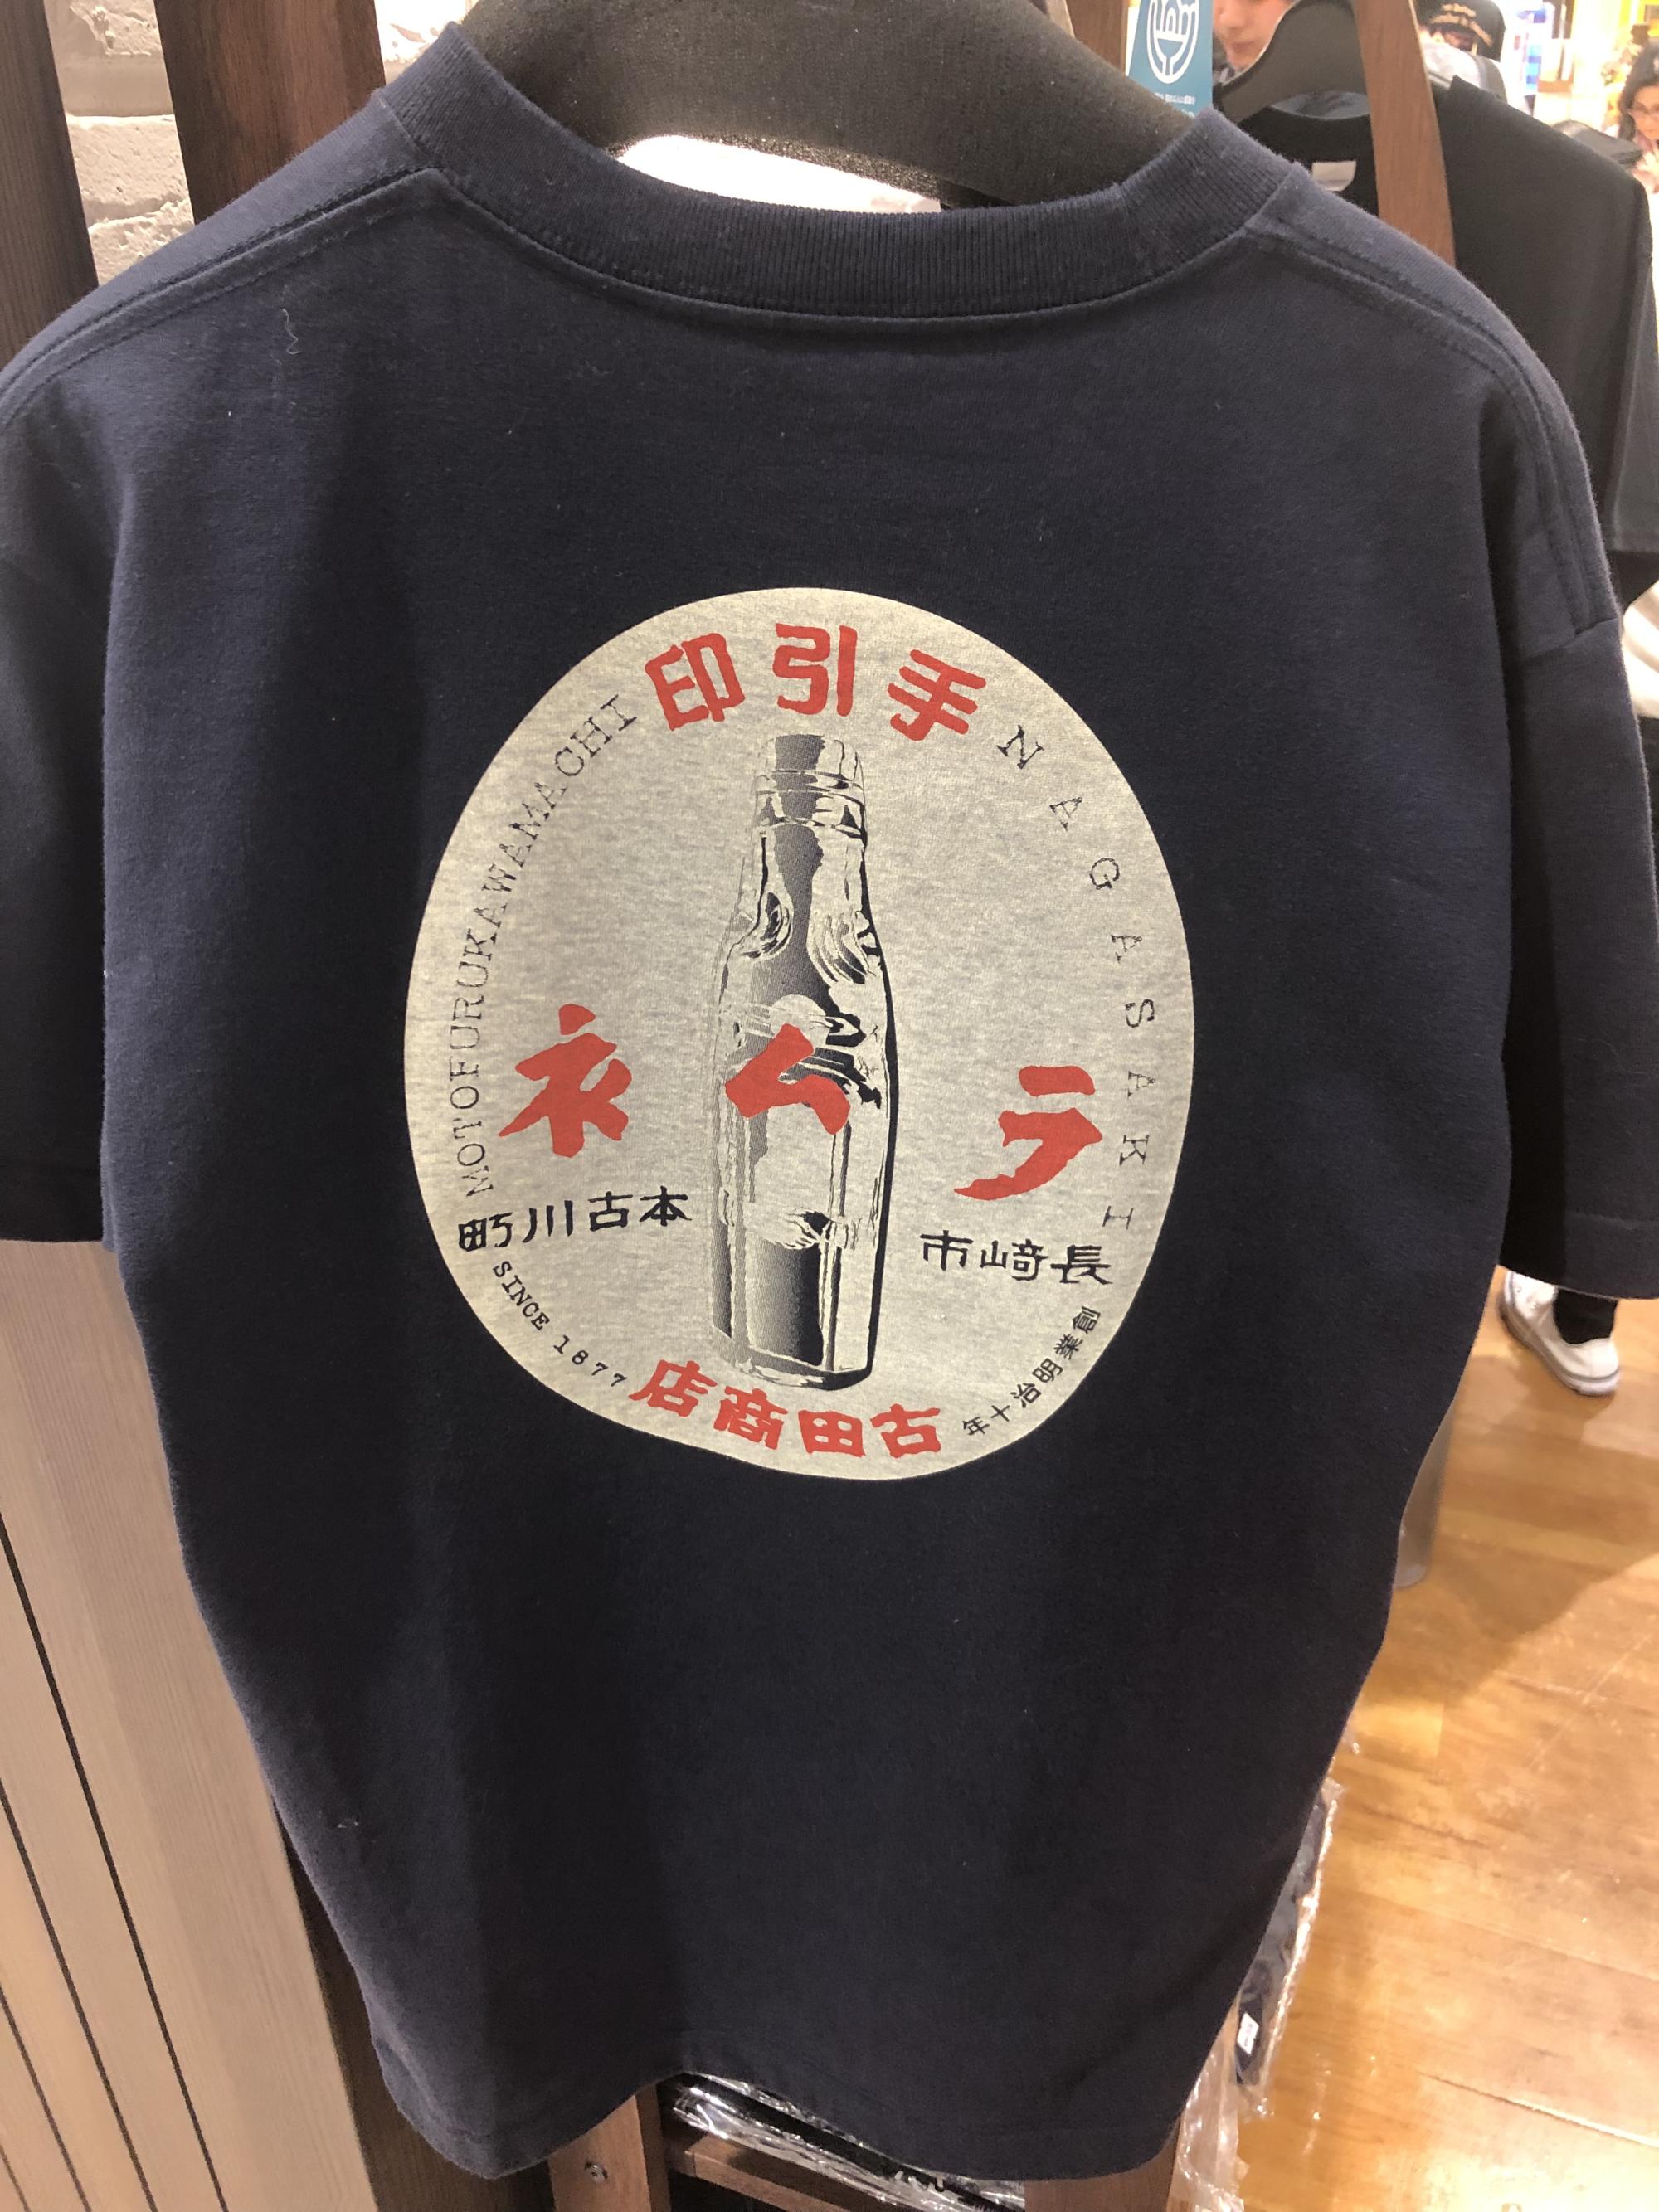 手引印
MOTOFURUKAWAMACHI
NAGASAKI
ラムネ
長崎市
本古川町
SINCE 1877
創業明治十年
古田商店